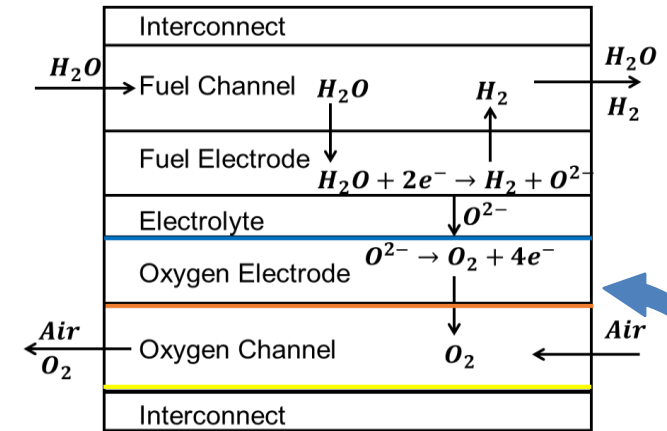 Interconnect
H₂O
H₂O
Fuel Channel H₂O H₂
H₂
Fuel Electrode
H₂O + 2e⁻ → H₂ + O²⁻
Electrolyte O²⁻
O²⁻ → O₂ + 4e⁻
Oxygen Electrode
Air Air
Oxygen Channel O₂
O₂
Interconnect